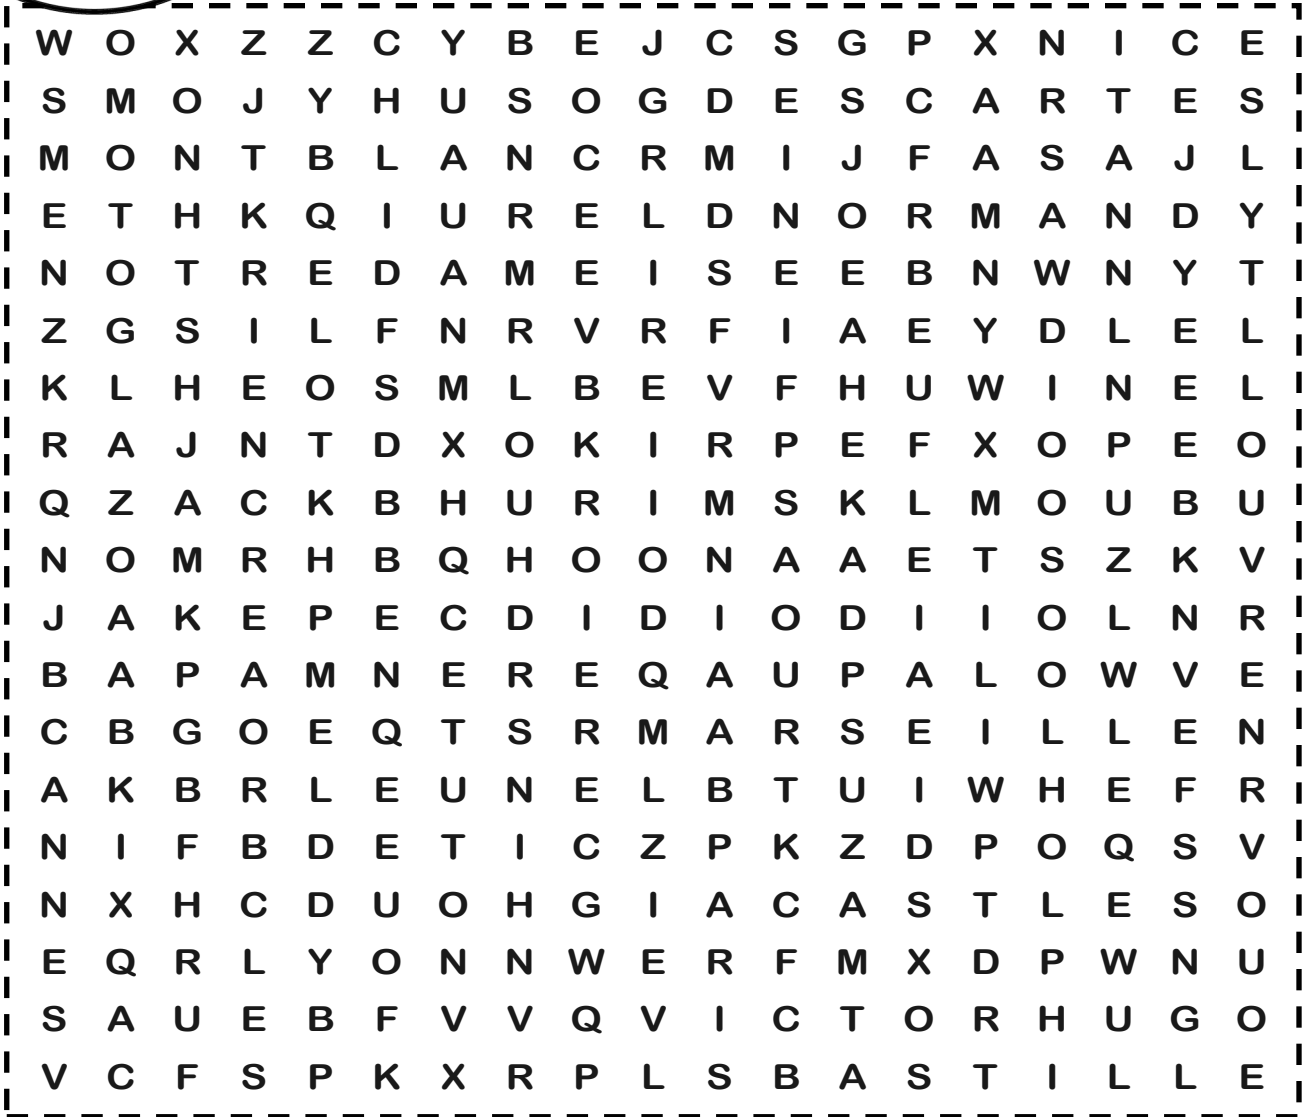 W O X Z Z C Y B E J C S G P X N I C E
S M O J Y H U S O G D E S C A R T E S
M O N T B L A N C R M I J F A S A J L
E T H K Q I U R E L D N O R M A N D Y
N O T R E D A M E I S E E B N W N Y T
Z G S I L F N R V R F I A E Y D L E L
K L H E O S M L B E V F H U W I N E L
R A J N T D X O K I R P E F X O P E O
Q Z A C K B H U R I M S K L M O U B U
N O M R H B Q H O O N A A E T S Z K V
J A K E P E C D I D I O D I I O L N R
B A P A M N E R E Q A U P A L O W V E
C B G O E Q T S R M A R S E I L L E N
A K B R L E U N E L B T U I W H E F R
N I F B D E T I C Z P K Z D P O Q S V
N X H C D U O H G I A C A S T L E S O
E Q R L Y O N N W E R F M X D P W N U
S A U E B F V V Q V I C T O R H U G O
V C F S P K X R P L S B A S T I L L E